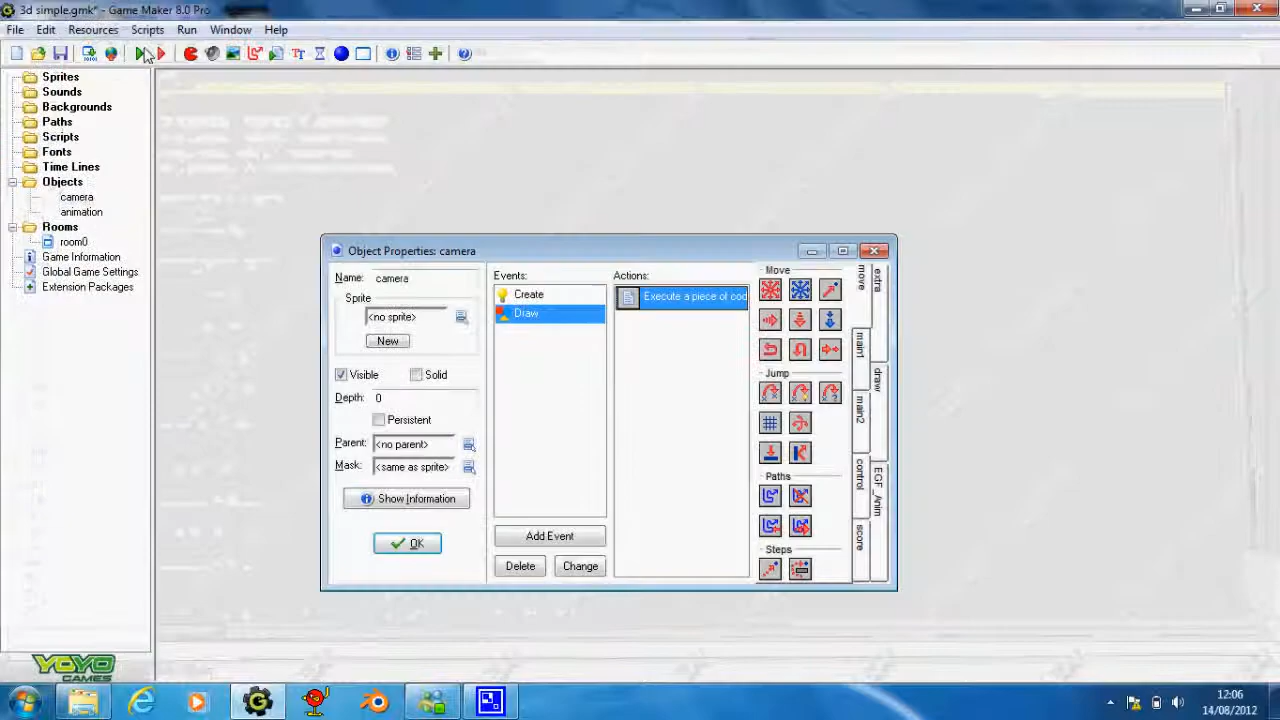 3d simple.gmk* - Game Maker 8.0 Pro
File Edit Resources Scripts Run Window Help
Sprites
Sounds
Backgrounds
Paths
Scripts
Fonts
Time Lines
Objects
camera
animation
Rooms
room0
Game Information
Global Game Settings
Extension Packages
Object Properties: camera
Name: camera
Sprite
<no sprite>
New
Visible
Solid
Depth: 0
Persistent
Parent: <no parent>
Mask: <same as sprite>
Show Information
OK
Events:
Create
Draw
Add Event
Delete
Change
Actions:
Execute a piece of cod
Move
Jump
Paths
Steps
move
main1
main2
control
score
extra
draw
EGF_Anim
YOYO
GAMES
12:06
14/08/2012